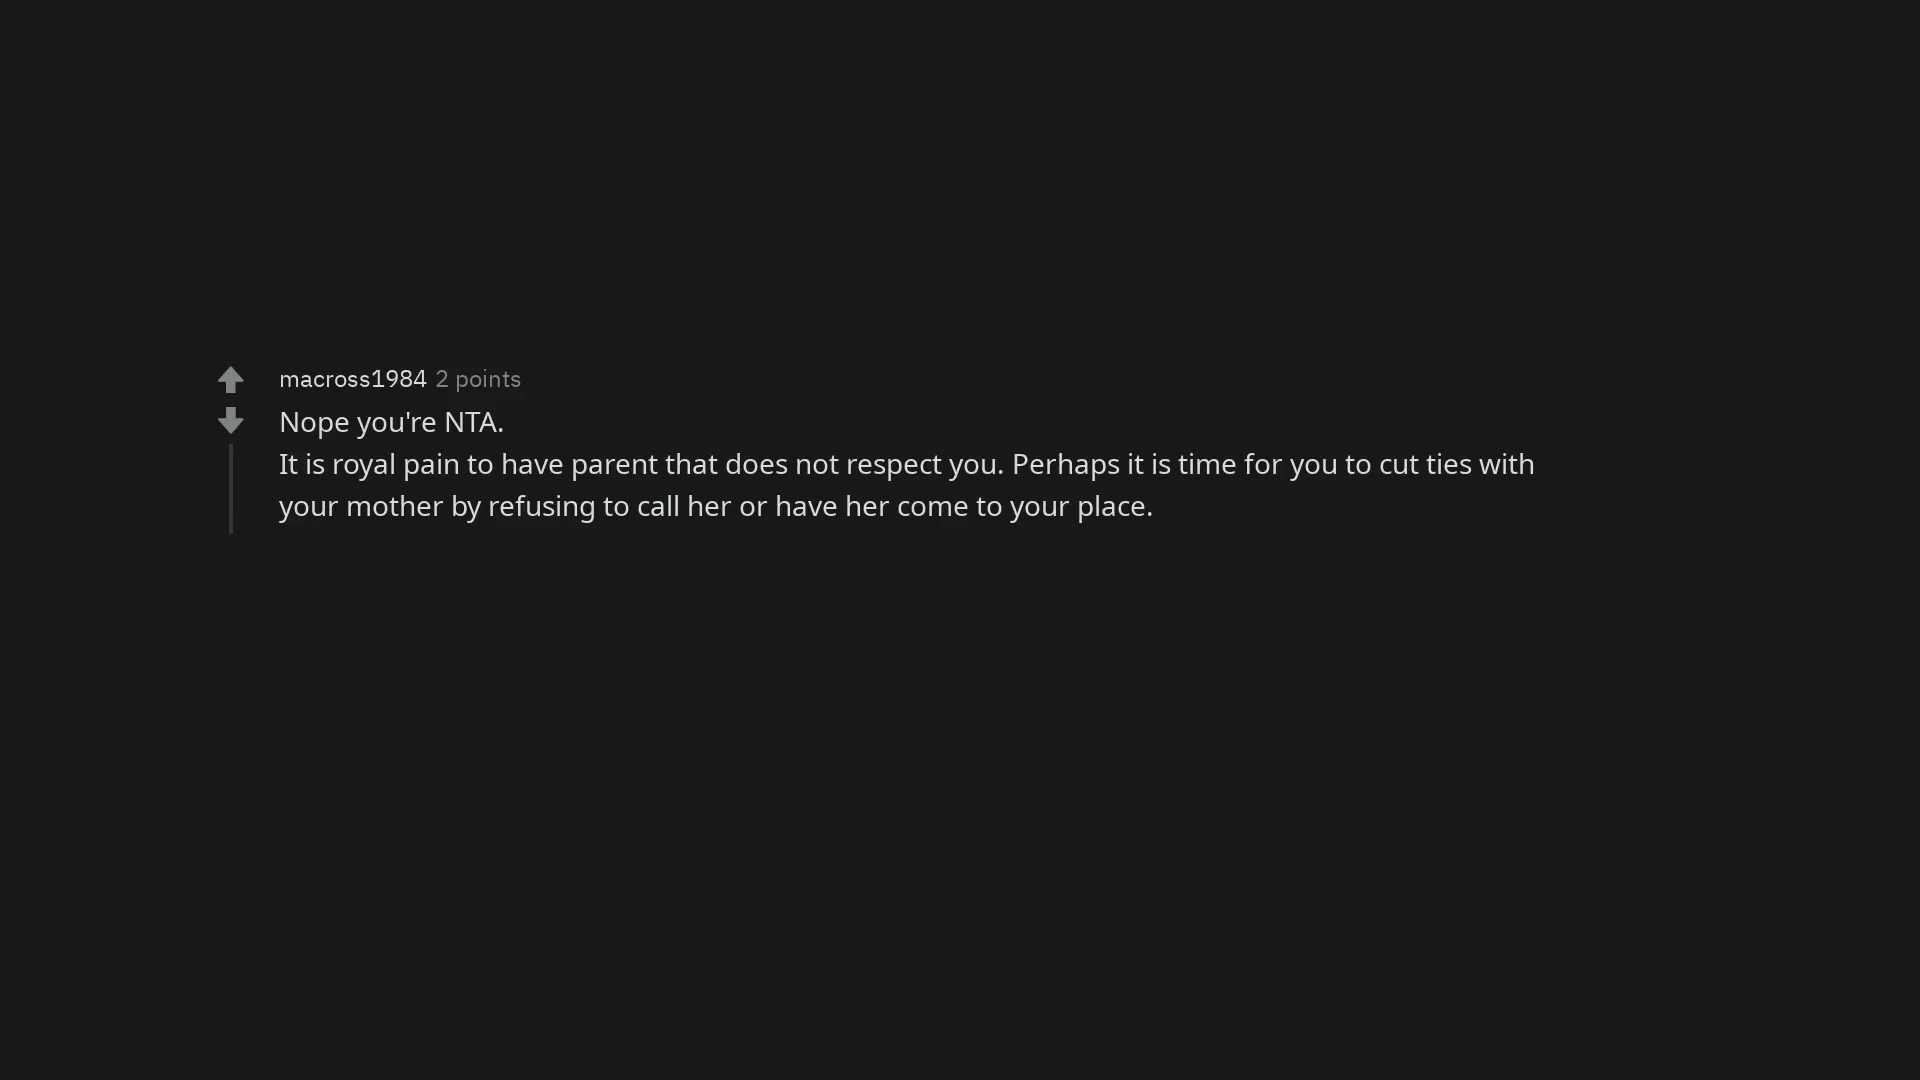 macross1984 2 points
Nope you're NTA.
It is royal pain to have parent that does not respect you. Perhaps it is time for you to cut ties with
your mother by refusing to call her or have her come to your place.